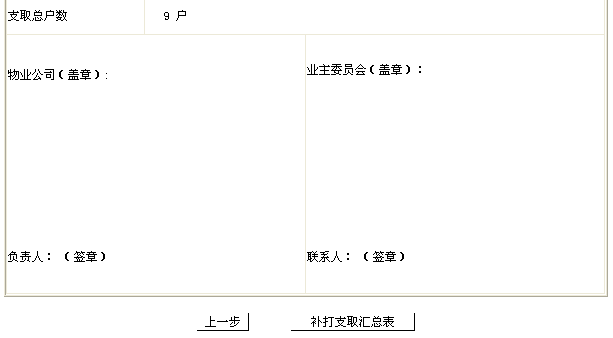 支取总户数 9 户
物业公司（盖章）: 业主委员会（盖章）：
负责人： （签章） 联系人： （签章）
上一步 补打支取汇总表